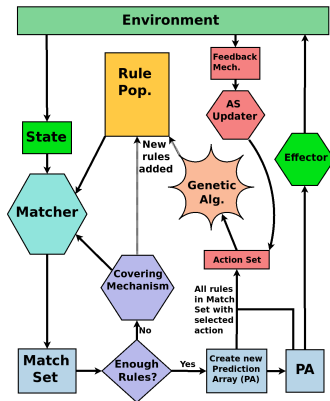 Environment
Feedback
Mech.
Rule
Pop.
AS
Updater
State
New
rules
added
Effector
Genetic
Alg.
Matcher
Action Set
Covering
Mechanism
All rules
in Match
Set with
selected
action
No
Match
Set
Enough
Rules?
Yes
Create new
Prediction
Array (PA)
PA